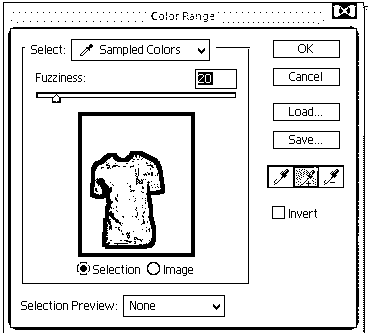 Color Range
Select: Sampled Colors
OK
Fuzziness: 20
Cancel
Load...
Save...
Invert
Selection Image
Selection Preview: None